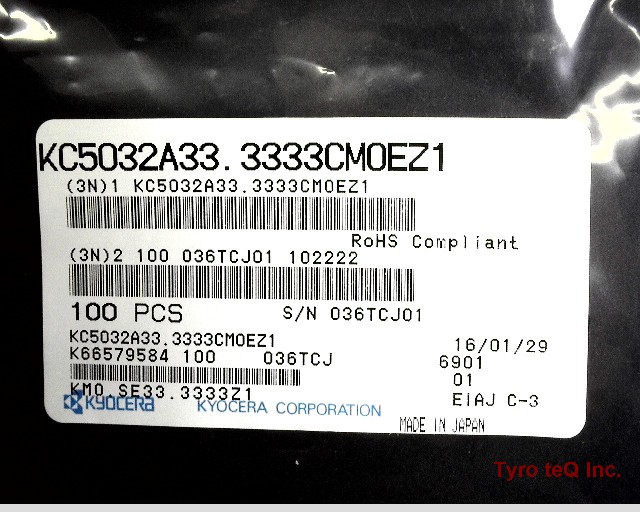 KC5032A33.3333CM0EZ1
(3N)1 KC5032A33.3333CM0EZ1
RoHS Compliant
(3N)2 100 036TCJ01 102222
100 PCS S/N 036TCJ01
KC5032A33.3333CM0EZ1 16/01/29
K66579584 100 036TCJ 6901
01
KM0 SE33.3333Z1 EIAJ C-3
KYOCERA KYOCERA CORPORATION
MADE IN JAPAN
Tyro teQ Inc.